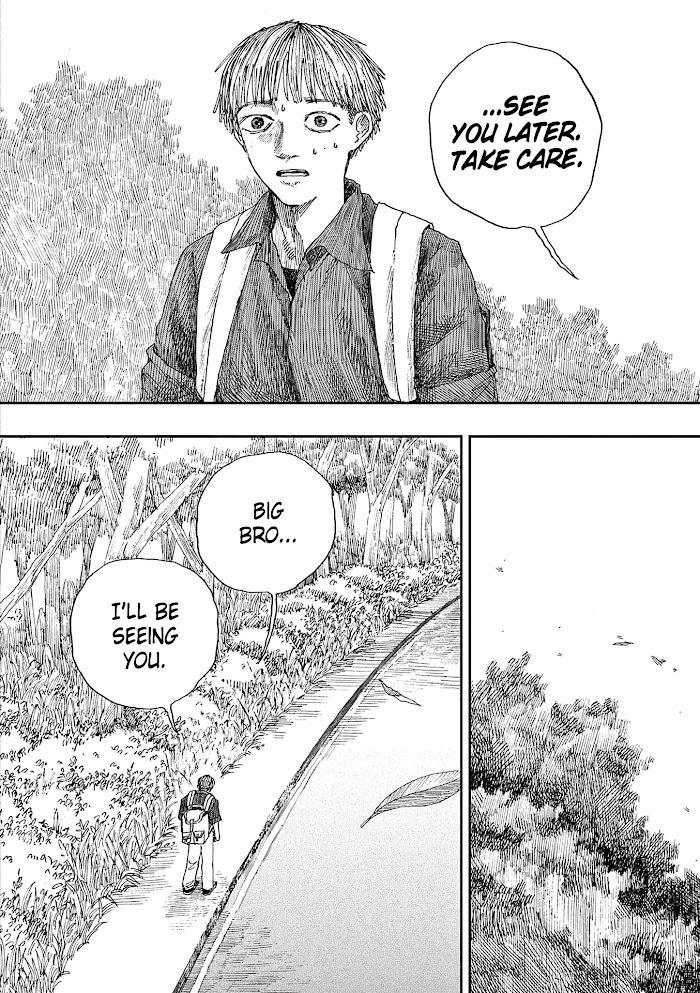 ...SEE
YOU LATER.
TAKE CARE.
BIG
BRO...
I'LL BE
SEEING
YOU.